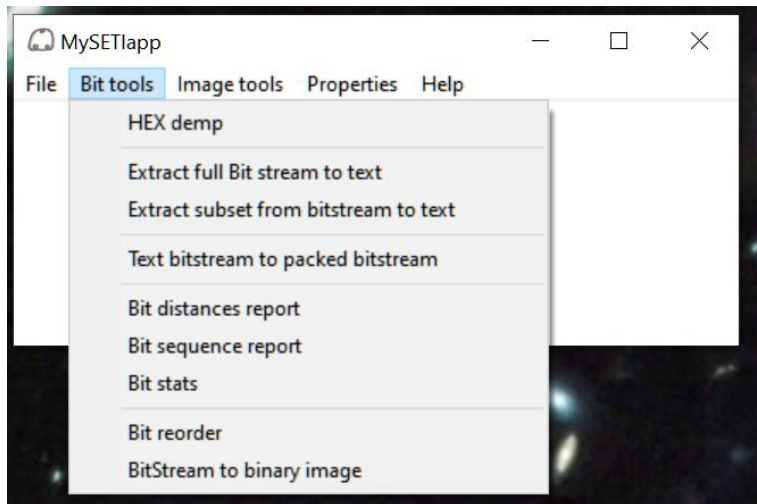 MySETIapp
File Bit tools Image tools Properties Help
HEX demp
Extract full Bit stream to text
Extract subset from bitstream to text
Text bitstream to packed bitstream
Bit distances report
Bit sequence report
Bit stats
Bit reorder
BitStream to binary image